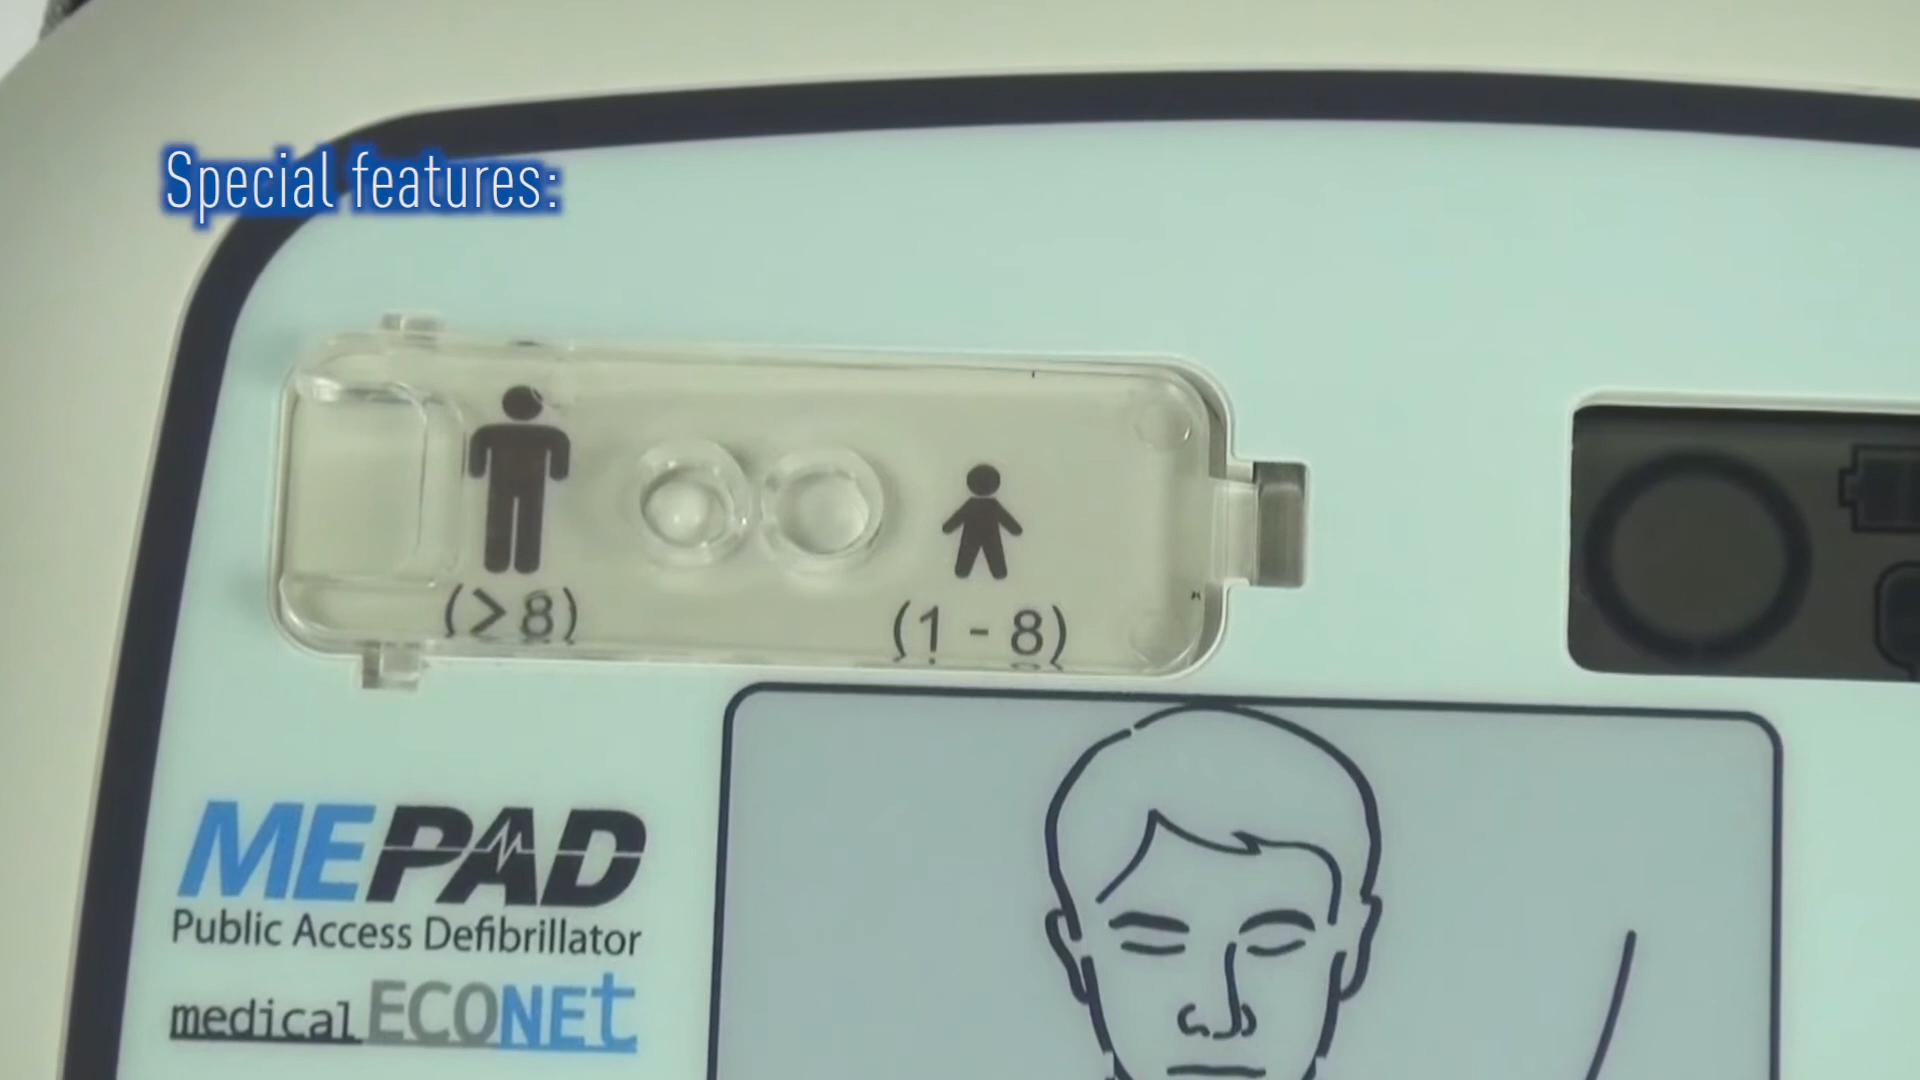 Special features:
(>8)
(1 - 8)
MEPAD
Public Access Defibrillator
medical ECONET